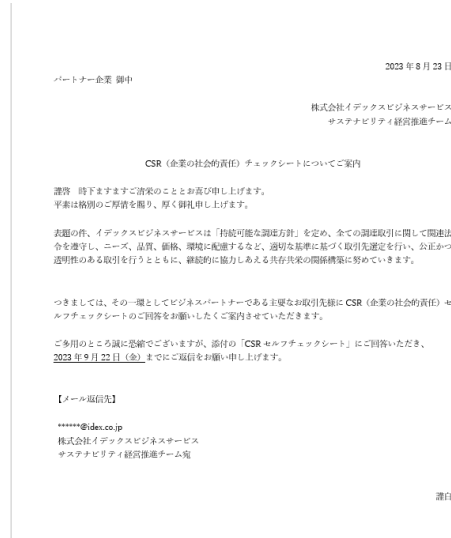 2023 年 8 月 23 日
パートナー企業 御中
株式会社イデックスビジネスサービス
サステナビリティ経営推進チーム
CSR（企業の社会的責任）チェックシートについてご案内
謹啓　時下ますますご清栄のこととお喜び申し上げます。
平素は格別のご厚情を賜り、厚く御礼申し上げます。
表題の件、イデックスビジネスサービスは「持続可能な調達方針」を定め、全ての調達取引に関して関連法
令を遵守し、ニーズ、品質、価格、環境に配慮するなど、適切な基準に基づく取引先選定を行い、公正かつ
透明性のある取引を行うとともに、継続的に協力しあえる共存共栄の関係構築に努めていきます。
つきましては、その一環としてビジネスパートナーである主要なお取引先様に CSR（企業の社会的責任）セ
ルフチェックシートのご回答をお願いしたくご案内させていただきます。
ご多用のところ誠に恐縮でございますが、添付の「CSR セルフチェックシート」にご回答いただき、
2023 年 9 月 22 日（金）までにご返信をお願い申し上げます。
【メール返信先】
******@idex.co.jp
株式会社イデックスビジネスサービス
サステナビリティ経営推進チーム宛
謹白